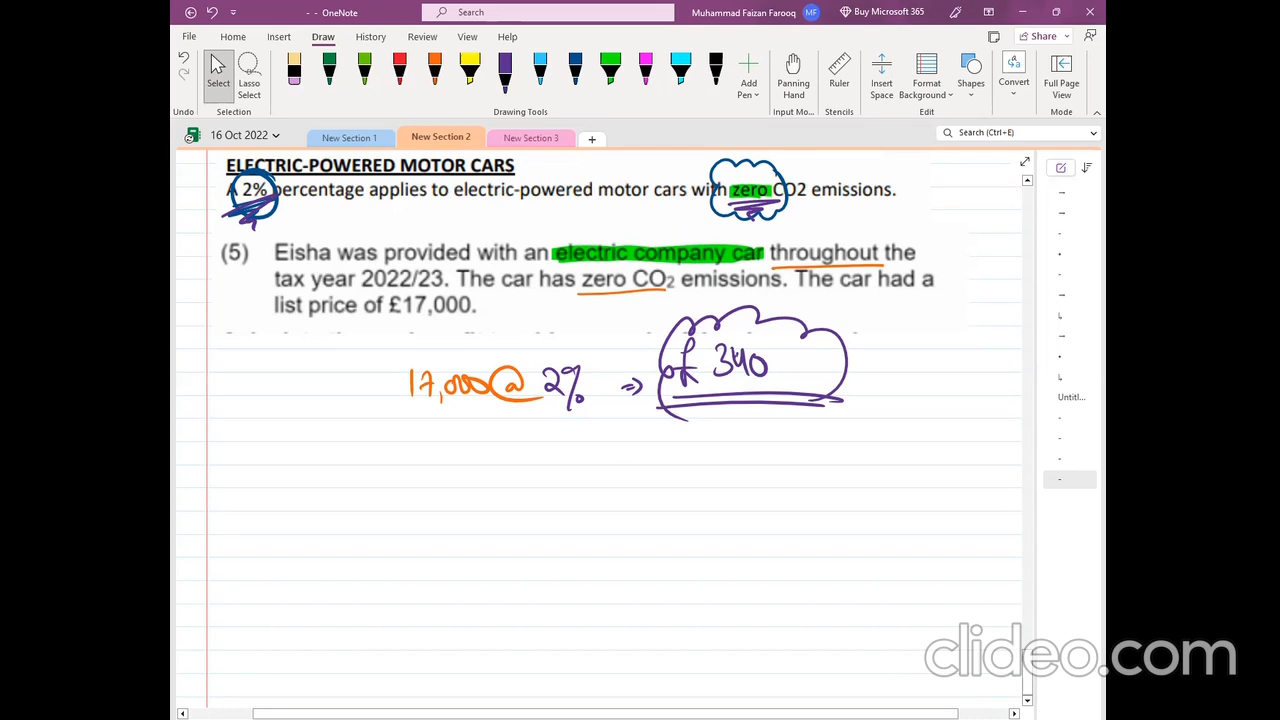 - - OneNote
Search
Muhammad Faizan Farooq
MF
Buy Microsoft 365
File Home Insert Draw History Review View Help
Share
Select
Lasso Select
Add Pen
Panning Hand
Ruler
Insert Space
Format Background
Shapes
Convert
Full Page View
Undo Selection Drawing Tools Input Mo... Stencils Edit Mode
16 Oct 2022
New Section 1
New Section 2
New Section 3
Search (Ctrl+E)
ELECTRIC-POWERED MOTOR CARS
A 2% percentage applies to electric-powered motor cars with zero CO2 emissions.
(5) Eisha was provided with an electric company car throughout the
tax year 2022/23. The car has zero CO2 emissions. The car had a
list price of £17,000.
17,000 @ 2% ⇒ of 340
Untitl...
clideo.com